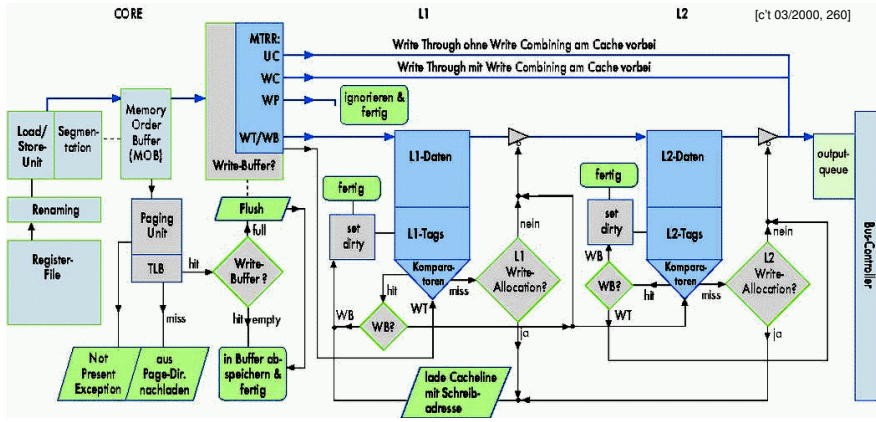 CORE
L1
L2
[c't 03/2000, 260]
MTRR:
UC
WC
WP
WT/WB
Write-Buffer?
Write Through ohne Write Combining am Cache vorbei
Write Through mit Write Combining am Cache vorbei
ignorieren &
fertig
Load/
Store-
Unit
Segmen-
tation
Memory
Order
Buffer
(MOB)
Renaming
Register-
File
Paging
Unit
TLB
hit
miss
Not
Present
Exception
aus
Page-Dir.
nachladen
Flush
full
Write-
Buffer?
hit
empty
in Buffer ab-
speichern &
fertig
fertig
set
dirty
L1-Daten
L1-Tags
Kompara-
toren
hit
miss
WB
WB?
WT
nein
L1
Write-
Allocation?
ja
lade Cacheline
mit Schreib-
adresse
fertig
set
dirty
L2-Daten
L2-Tags
Kompara-
toren
WB
WB?
hit
miss
WT
nein
L2
Write-
Allocation?
ja
output-
queue
Bus-Controller